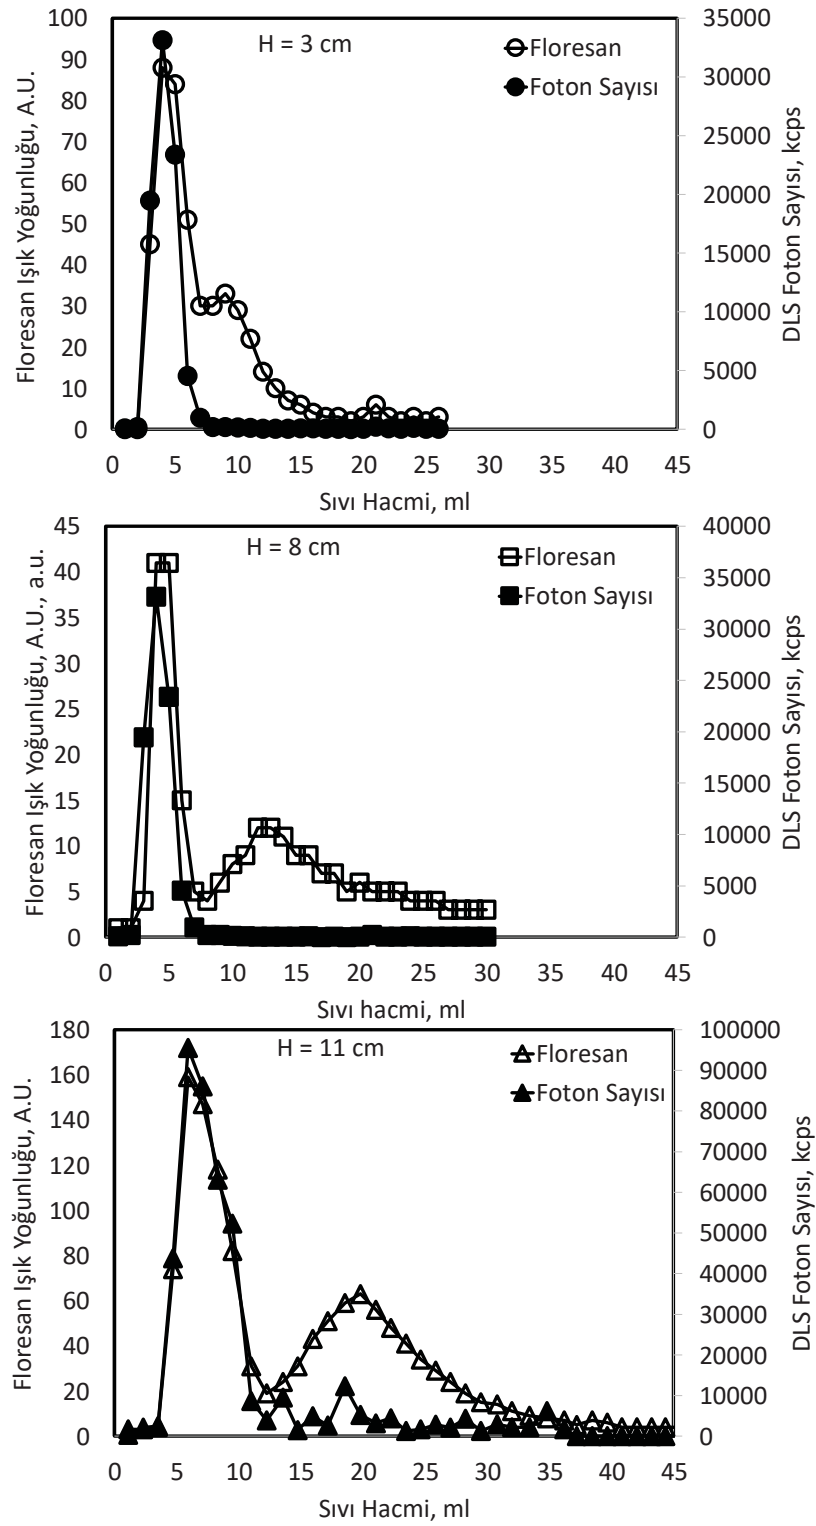 H = 3 cm
Floresan
Foton Sayısı
Floresan Işık Yoğunluğu, A.U.
100
90
80
70
60
50
40
30
20
10
0
35000
30000
25000
20000
15000
10000
5000
0
DLS Foton Sayısı, kcps
0 5 10 15 20 25 30 35 40 45
Sıvı Hacmi, ml
H = 8 cm
Floresan
Foton Sayısı
Floresan Işık Yoğunluğu, A.U., a.u.
45
40
35
30
25
20
15
10
5
0
40000
35000
30000
25000
20000
15000
10000
5000
0
DLS Foton Sayısı, kcps
0 5 10 15 20 25 30 35 40 45
Sıvı hacmi, ml
H = 11 cm
Floresan
Foton Sayısı
Floresan Işık Yoğunluğu, A.U.
180
160
140
120
100
80
60
40
20
0
100000
90000
80000
70000
60000
50000
40000
30000
20000
10000
0
DLS Foton Sayısı, kcps
0 5 10 15 20 25 30 35 40 45
Sıvı Hacmi, ml